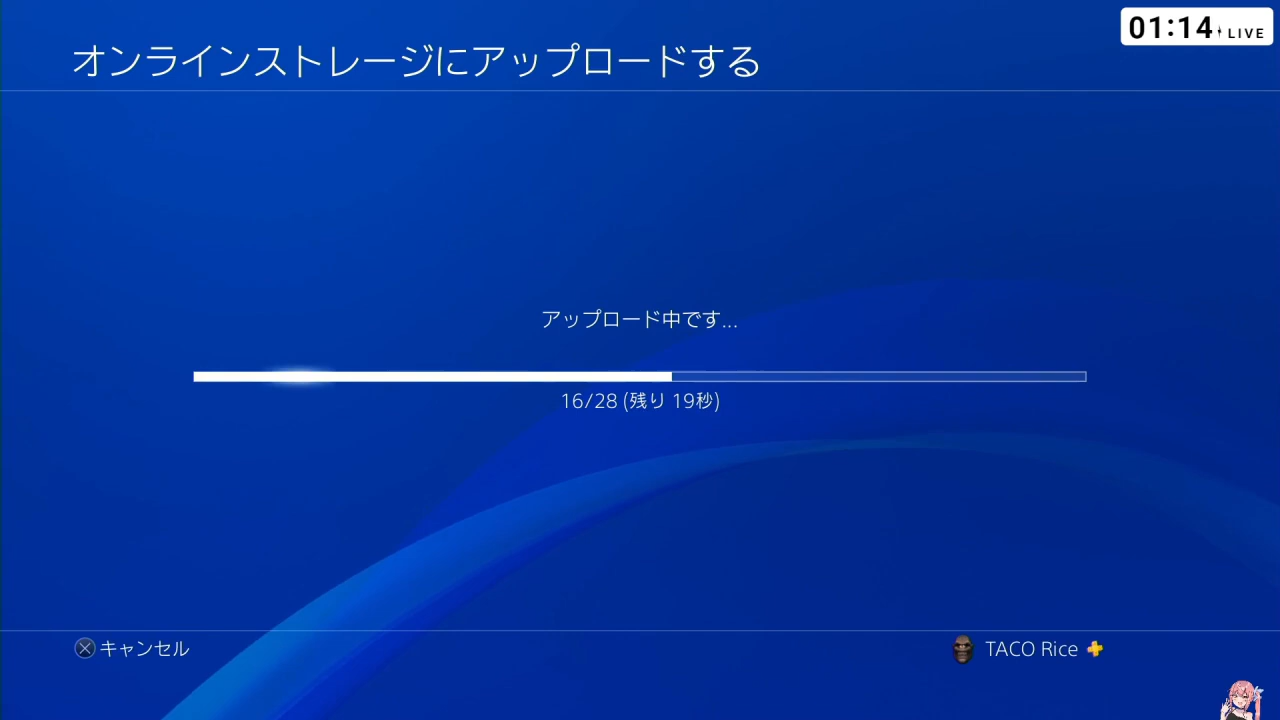 01:14 LIVE
オンラインストレージにアップロードする
アップロード中です...
16/28 (残り 19秒)
キャンセル
TACO Rice